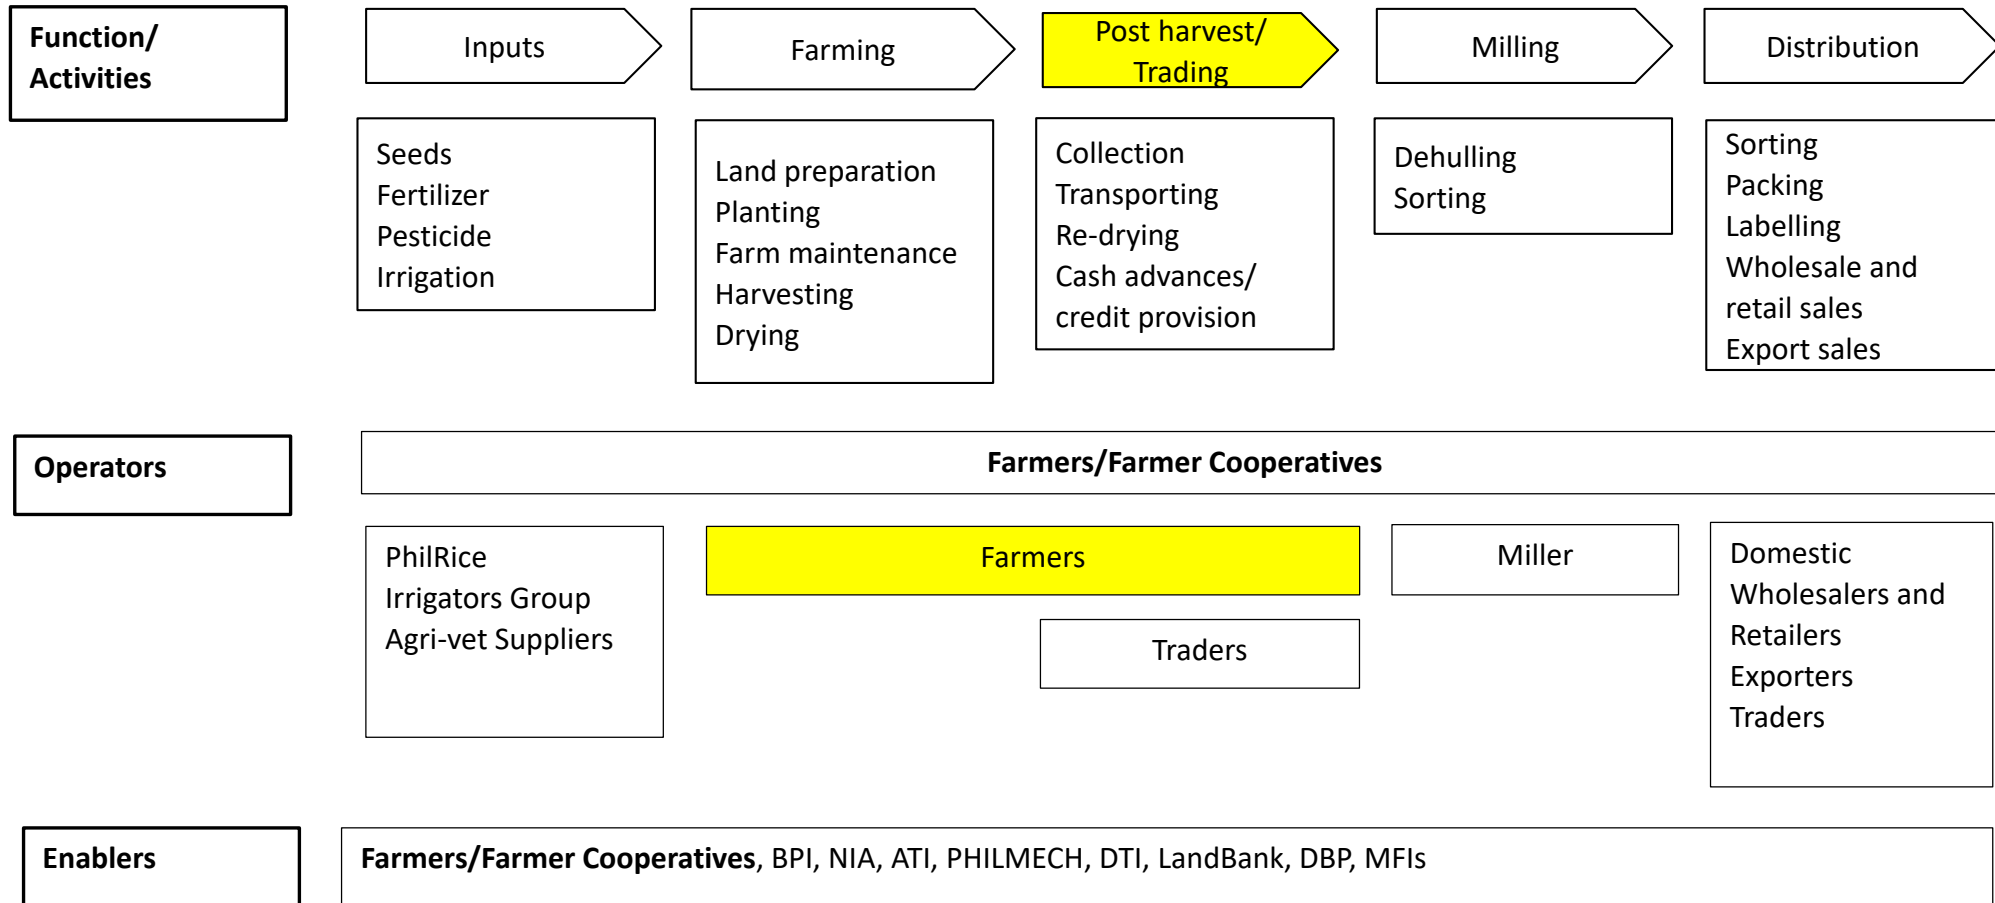 Function/
Activities
Inputs
Farming
Post harvest/
Trading
Milling
Distribution
Seeds
Fertilizer
Pesticide
Irrigation
Land preparation
Planting
Farm maintenance
Harvesting
Drying
Collection
Transporting
Re-drying
Cash advances/
credit provision
Dehulling
Sorting
Sorting
Packing
Labelling
Wholesale and
retail sales
Export sales
Operators
Farmers/Farmer Cooperatives
PhilRice
Irrigators Group
Agri-vet Suppliers
Farmers
Traders
Miller
Domestic
Wholesalers and
Retailers
Exporters
Traders
Enablers
Farmers/Farmer Cooperatives, BPI, NIA, ATI, PHILMECH, DTI, LandBank, DBP, MFIs